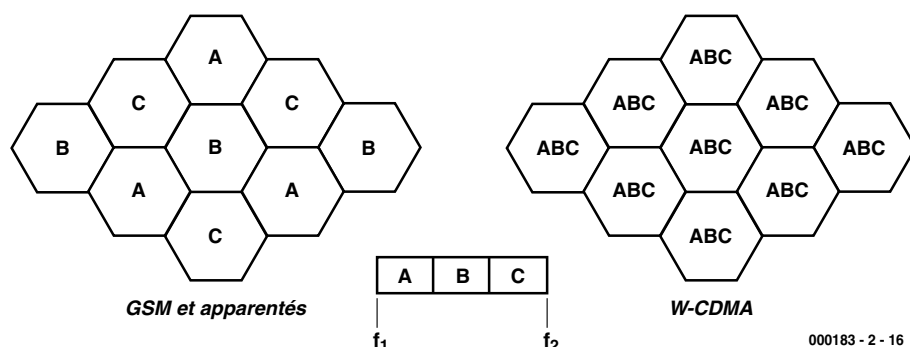 A
C
C
B
B
B
A
A
C
GSM et apparentés
A B C
f1
f2
ABC
ABC
ABC
ABC
ABC
ABC
ABC
ABC
ABC
W-CDMA
000183 - 2 - 16